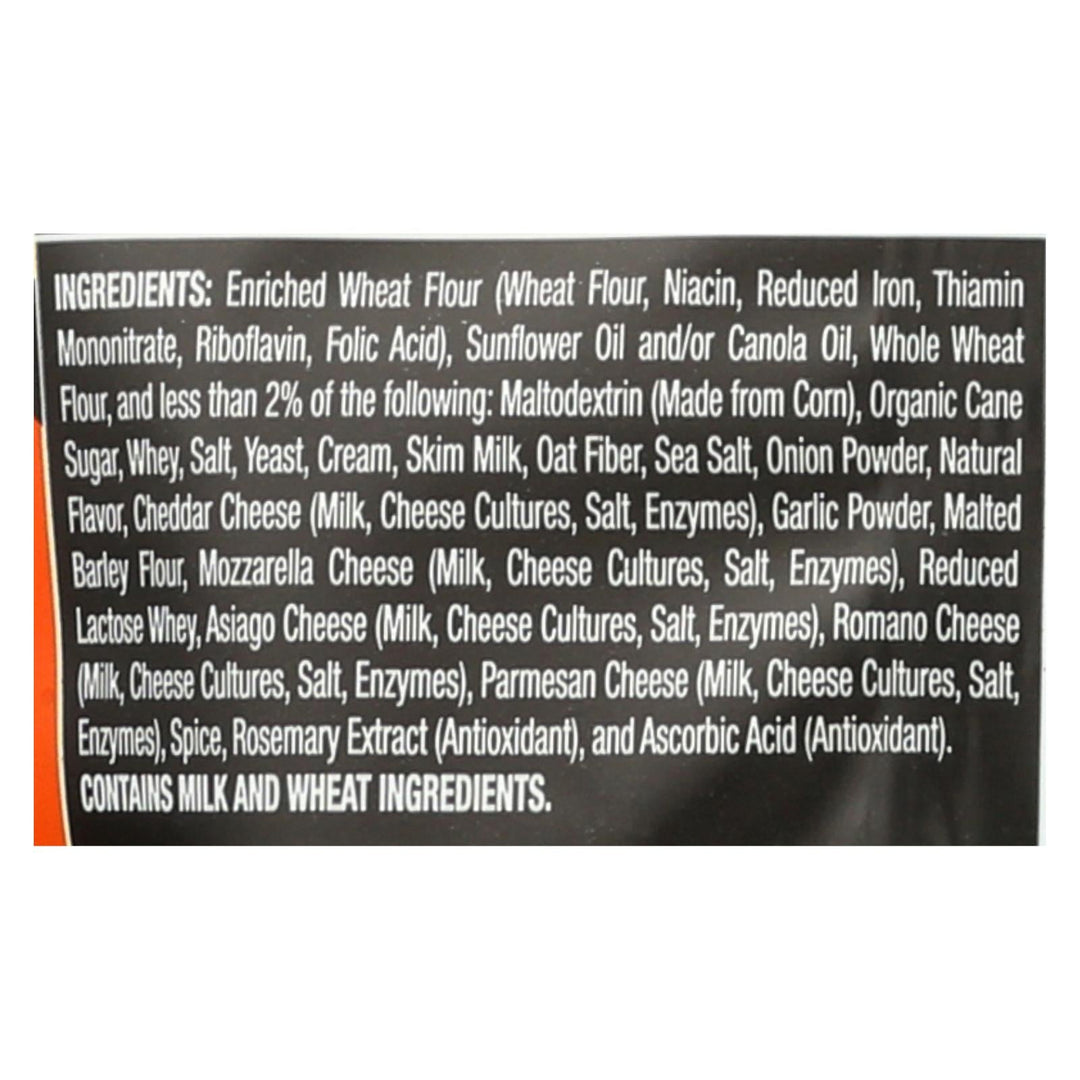 INGREDIENTS: Enriched Wheat Flour (Wheat Flour, Niacin, Reduced Iron, Thiamin
Mononitrate, Riboflavin, Folic Acid), Sunflower Oil and/or Canola Oil, Whole Wheat
Flour, and less than 2% of the following: Maltodextrin (Made from Corn), Organic Cane
Sugar, Whey, Salt, Yeast, Cream, Skim Milk, Oat Fiber, Sea Salt, Onion Powder, Natural
Flavor, Cheddar Cheese (Milk, Cheese Cultures, Salt, Enzymes), Garlic Powder, Malted
Barley Flour, Mozzarella Cheese (Milk, Cheese Cultures, Salt, Enzymes), Reduced
Lactose Whey, Asiago Cheese (Milk, Cheese Cultures, Salt, Enzymes), Romano Cheese
(Milk, Cheese Cultures, Salt, Enzymes), Parmesan Cheese (Milk, Cheese Cultures, Salt,
Enzymes), Spice, Rosemary Extract (Antioxidant), and Ascorbic Acid (Antioxidant).
CONTAINS MILK AND WHEAT INGREDIENTS.